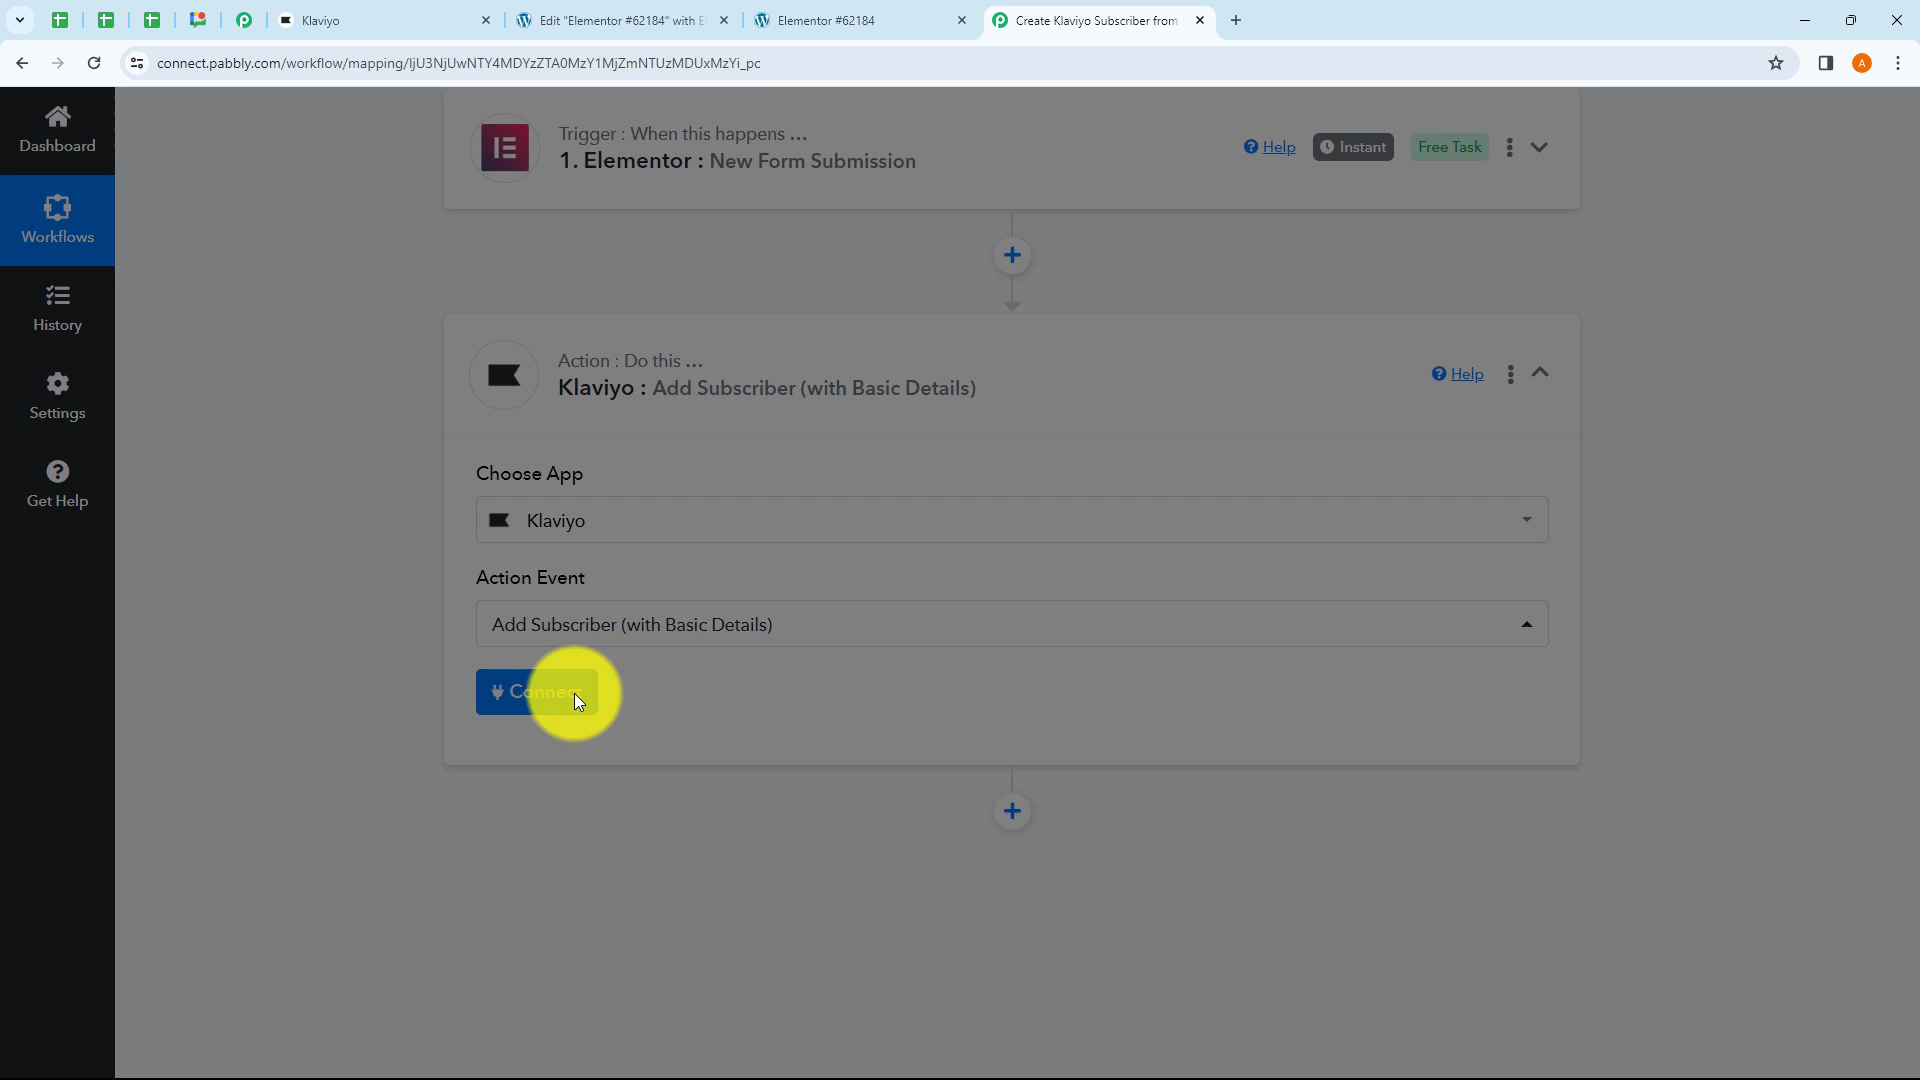 Klaviyo
Edit "Elementor #62184" with E
Elementor #62184
Create Klaviyo Subscriber from
connect.pabbly.com/workflow/mapping/IjU3NjUwNTY4MDYzZTA0MzY1MjZmNTUzMDUxMzYi_pc
A
Dashboard
Workflows
History
Settings
Get Help
Trigger : When this happens ...
1. Elementor : New Form Submission
Help
Instant
Free Task
Action : Do this ...
Klaviyo : Add Subscriber (with Basic Details)
Help
Choose App
Klaviyo
Action Event
Add Subscriber (with Basic Details)
Connect